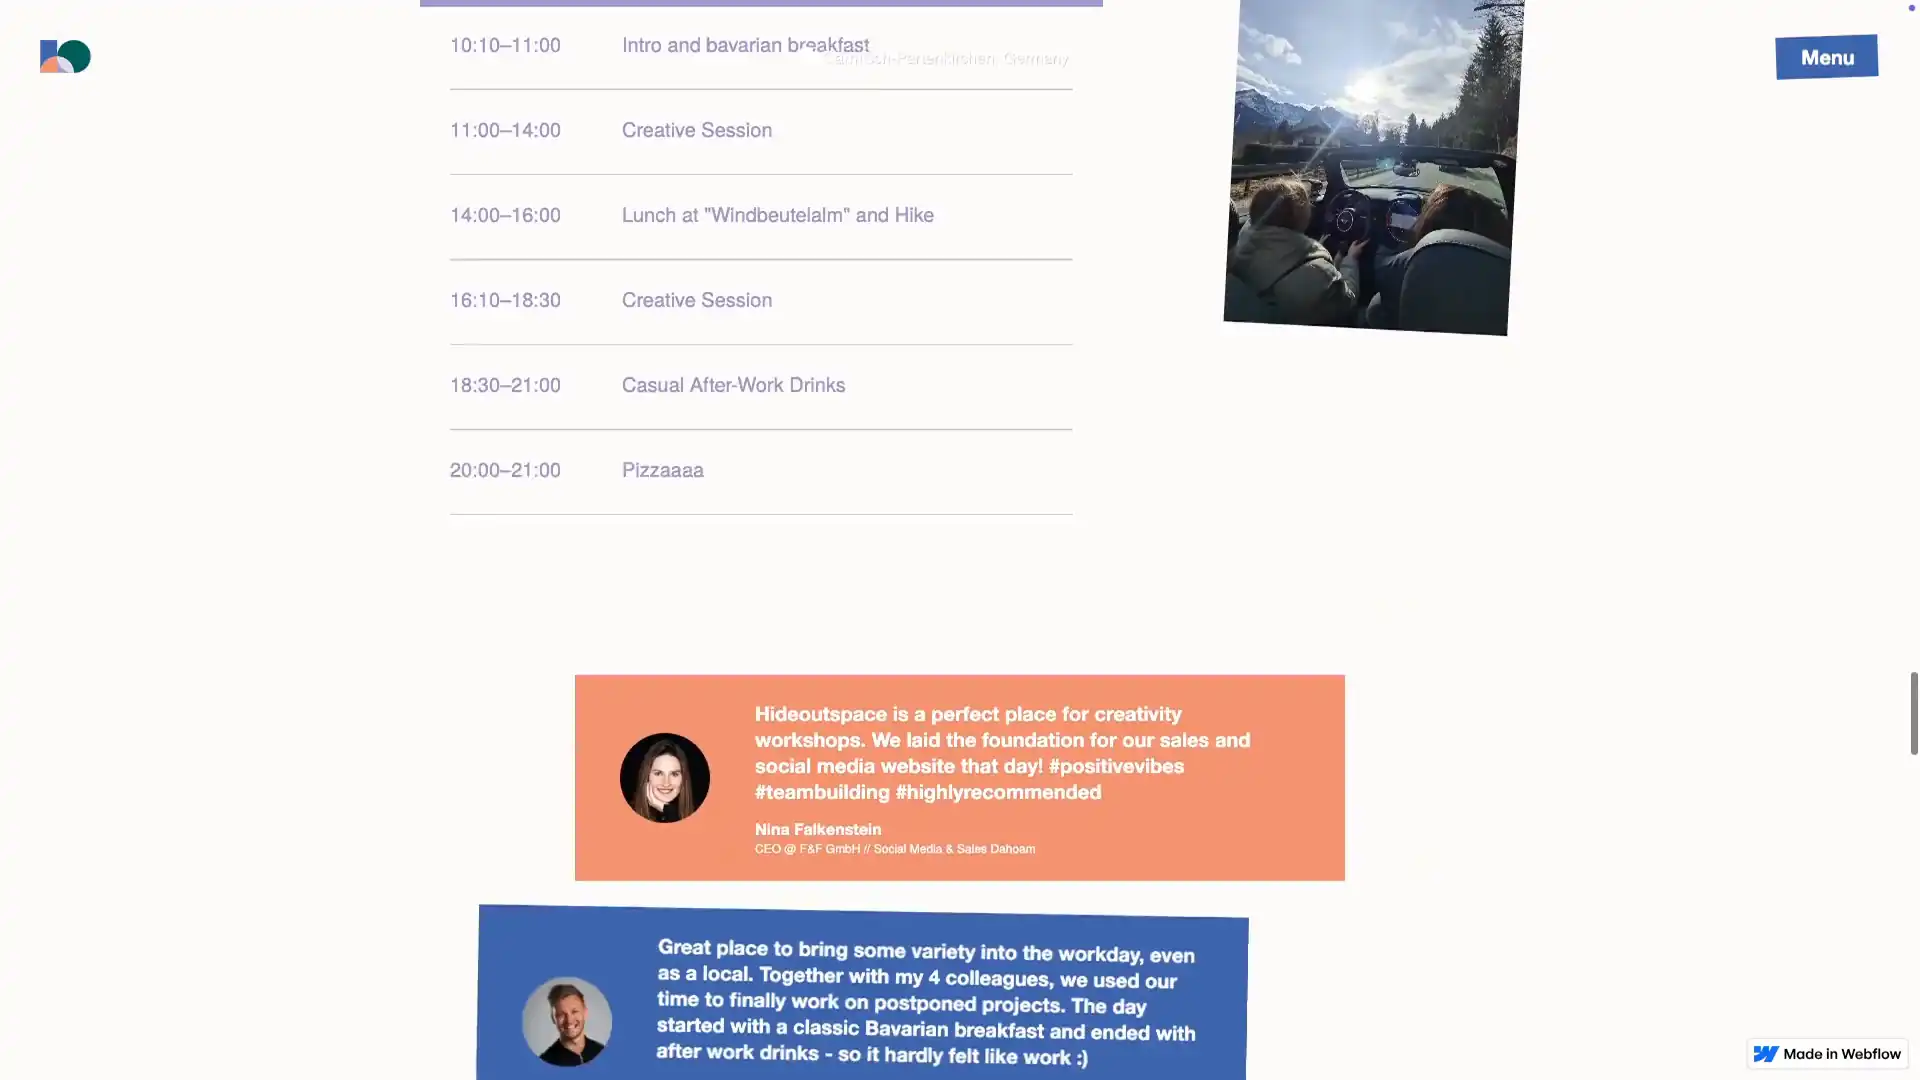 10:10–11:00 Intro and bavarian breakfast
Partenkirchen, Germany
Menu
11:00–14:00 Creative Session
14:00–16:00 Lunch at "Windbeutelalm" and Hike
16:10–18:30 Creative Session
18:30–21:00 Casual After-Work Drinks
20:00–21:00 Pizzaaaa
Hideoutspace is a perfect place for creativity
workshops. We laid the foundation for our sales and
social media website that day! #positivevibes
#teambuilding #highlyrecommended
Nina Falkenstein
CEO @ F&F GmbH // Social Media & Sales Dahoam
Great place to bring some variety into the workday, even
as a local. Together with my 4 colleagues, we used our
time to finally work on postponed projects. The day
started with a classic Bavarian breakfast and ended with
after work drinks - so it hardly felt like work :)
Made in Webflow